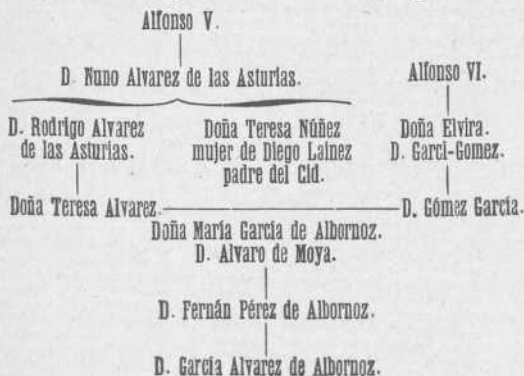 Alfonso V.
D. Nuno Alvarez de las Asturias.
Alfonso VI.
D. Rodrigo Alvarez
de las Asturias.
Doña Teresa Núñez
mujer de Diego Lainez
padre del Cid.
Doña Elvira.
D. Garci-Gomez.
Doña Teresa Alvarez.
D. Gómez García.
Doña María García de Albornoz.
D. Alvaro de Moya.
D. Fernán Pérez de Albornoz.
D. García Alvarez de Albornoz.